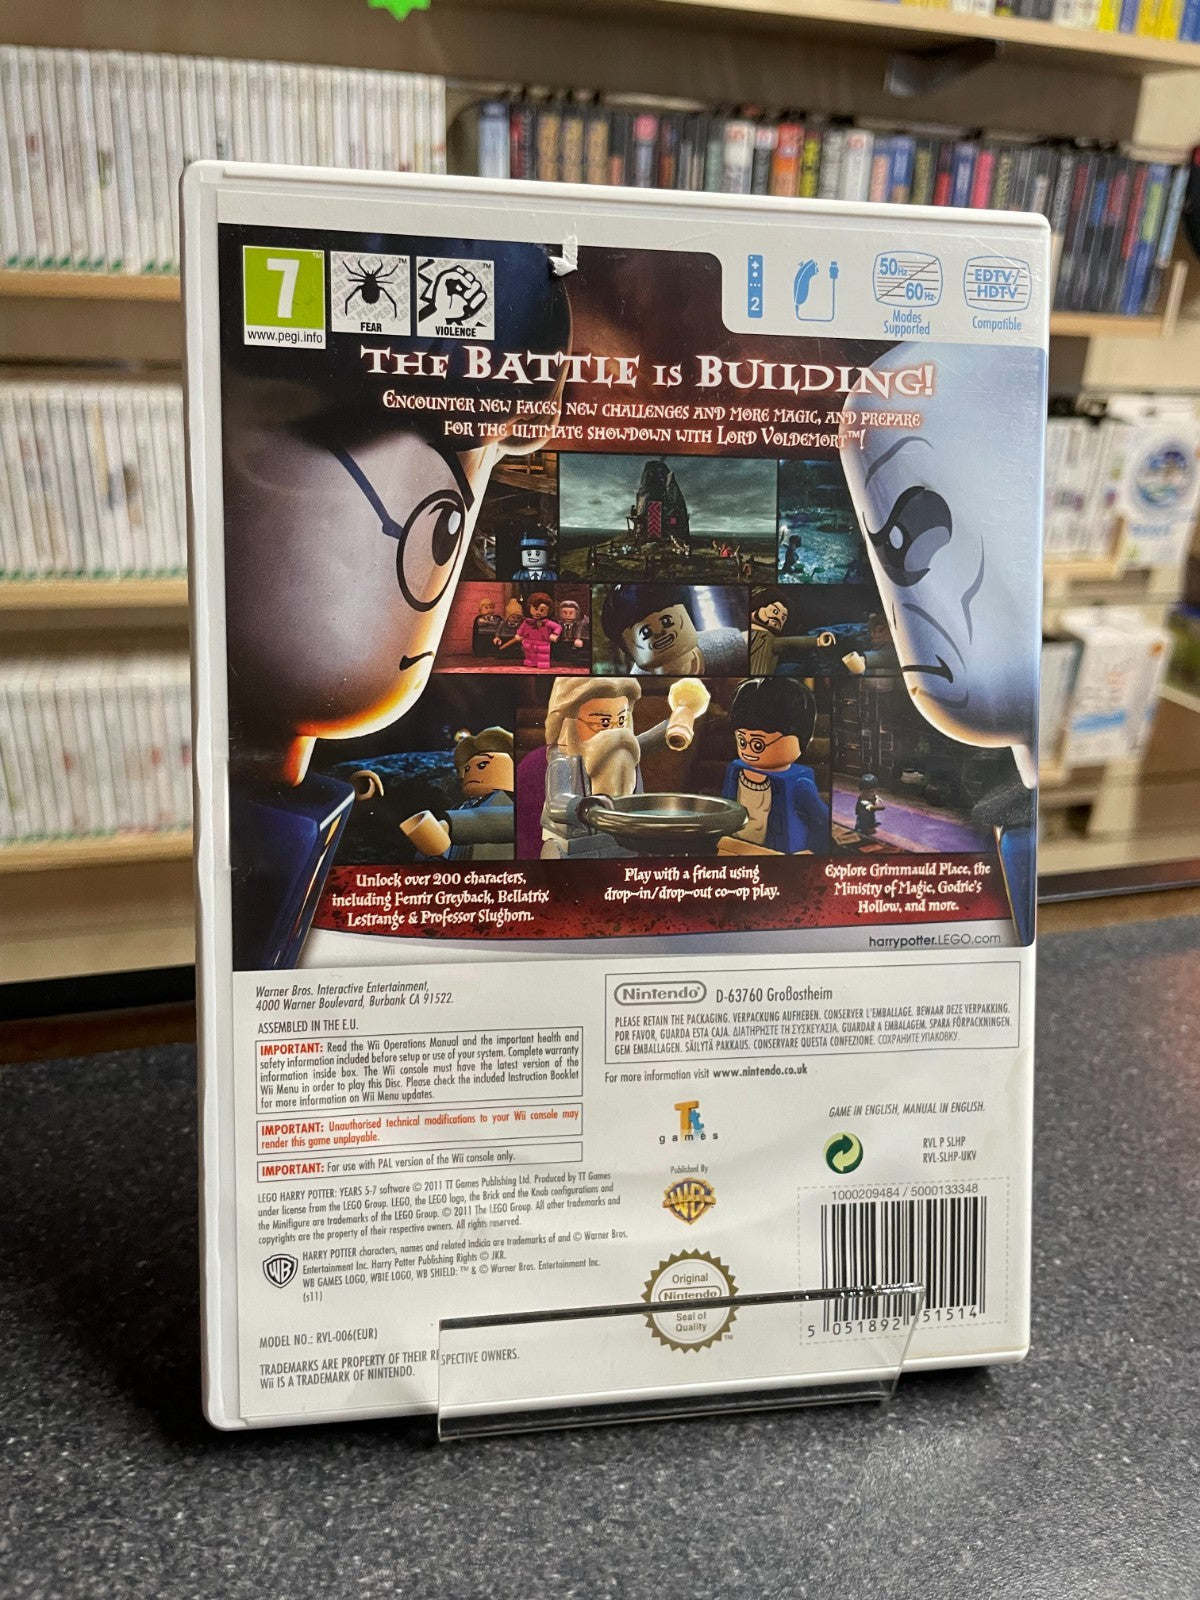 7
www.pegi.info
FEAR
VIOLENCE
2
50Hz
60Hz
Modes
Supported
EDTV/
HDTV
Compatible
THE BATTLE IS BUILDING!
ENCOUNTER NEW FACES, NEW CHALLENGES AND MORE MAGIC, AND PREPARE
FOR THE ULTIMATE SHOWDOWN WITH LORD VOLDEMORT™!
Unlock over 200 characters,
including Fenrir Greyback, Bellatrix
Lestrange & Professor Slughorn.
Play with a friend using
drop-in/drop-out co-op play.
Explore Grimmauld Place, the
Ministry of Magic, Godric's
Hollow, and more.
harrypotter.LEGO.com
Warner Bros. Interactive Entertainment,
4000 Warner Boulevard, Burbank CA 91522.
ASSEMBLED IN THE E.U.
IMPORTANT: Read the Wii Operations Manual and the important health and
safety information included before setup or use of your system. Complete warranty
information inside box. The Wii console must have the latest version of the
Wii Menu in order to play this Disc. Please check the included Instruction Booklet
for more information on Wii Menu updates.
IMPORTANT: Unauthorised technical modifications to your Wii console may
render this game unplayable.
IMPORTANT: For use with PAL version of the Wii console only.
LEGO HARRY POTTER: YEARS 5-7 software © 2011 TT Games Publishing Ltd. Produced by TT Games
under license from the LEGO Group. LEGO, the LEGO logo, the Brick and the Knob configurations and
the Minifigure are trademarks of the LEGO Group. © 2011 The LEGO Group. All other trademarks and
copyrights are the property of their respective owners. All rights reserved.
WB
HARRY POTTER characters, names and related indicia are trademarks of and © Warner Bros.
Entertainment Inc. Harry Potter Publishing Rights © JKR.
WB GAMES LOGO, WBIE LOGO, WB SHIELD: ™ & © Warner Bros. Entertainment Inc.
(s11)
MODEL NO.: RVL-006(EUR)
TRADEMARKS ARE PROPERTY OF THEIR RESPECTIVE OWNERS.
Wii IS A TRADEMARK OF NINTENDO.
Nintendo® D-63760 Großostheim
PLEASE RETAIN THE PACKAGING. VERPACKUNG AUFHEBEN. CONSERVER L'EMBALLAGE. BEWAAR DEZE VERPAKKING.
POR FAVOR, GUARDA ESTA CAJA. ΔΙΑΤΗΡΗΣΤΕ ΤΗ ΣΥΣΚΕΥΑΣΙΑ. GUARDAR A EMBALAGEM. SPARA FÖRPACKNINGEN.
GEM EMBALLAGEN. SÄILYTÄ PAKKAUS. CONSERVARE QUESTA CONFEZIONE. СОХРАНИТЕ УПАКОВКУ.
For more information visit www.nintendo.co.uk
Tt
games
Published By
WB
Original
Nintendo
Seal of
Quality
TM
GAME IN ENGLISH, MANUAL IN ENGLISH.
RVL P SLHP
RVL-SLHP-UKV
1000209484 / 5000133348
5 051892 051514